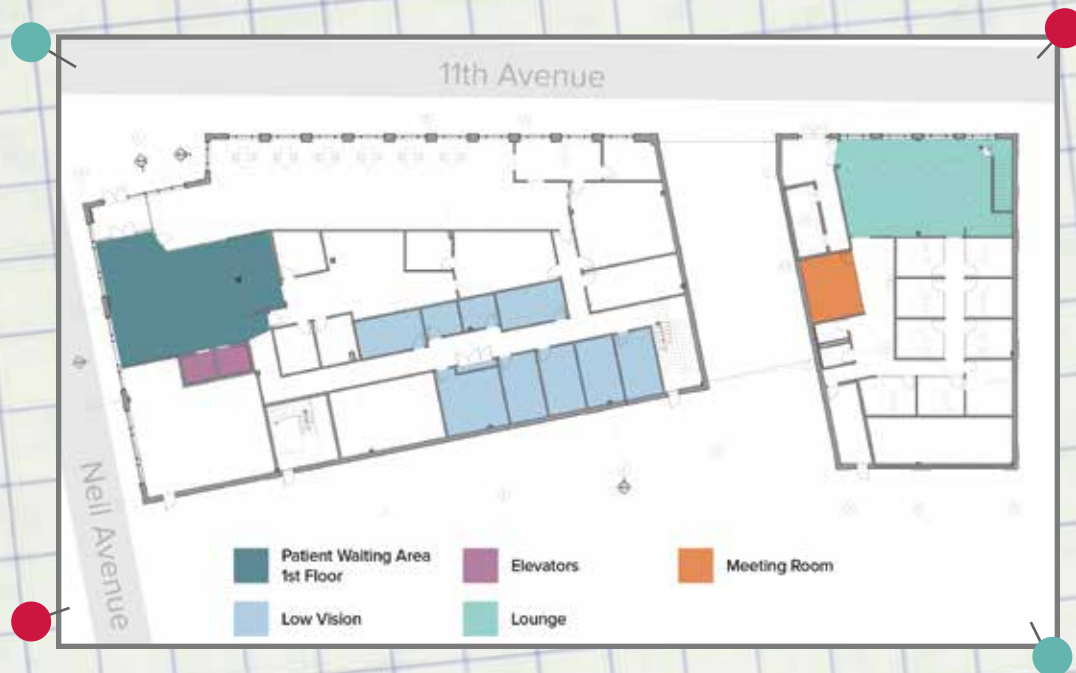 11th Avenue
Neil Avenue
Patient Waiting Area
1st Floor
Elevators
Meeting Room
Low Vision
Lounge